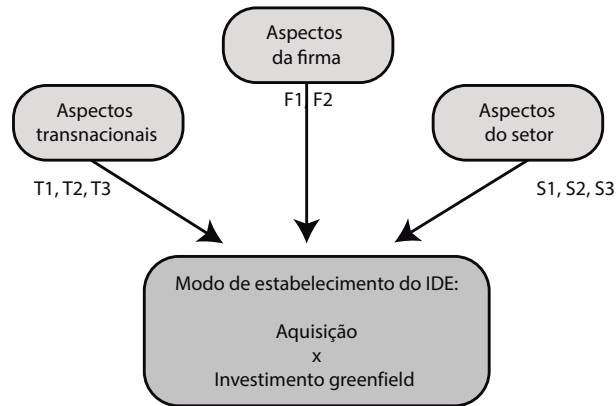 Aspectos
da firma
F1, F2
Aspectos
transnacionais
T1, T2, T3
Aspectos
do setor
S1, S2, S3
Modo de estabelecimento do IDE:
Aquisição
x
Investimento greenfield